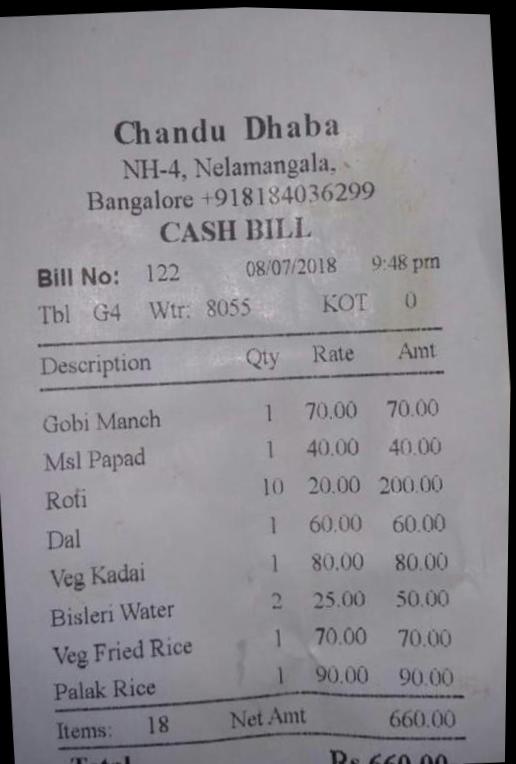 Chandu Dhaba
NH-4, Nelamangala,
Bangalore +918184036299
CASH BILL
Bill No: 122 08/07/2018 9:48 pm
Tbl G4 Wtr: 8055 KOT 0
Description Qty Rate Amt
Gobi Manch 1 70.00 70.00
Msl Papad 1 40.00 40.00
Roti 10 20.00 200.00
Dal 1 60.00 60.00
Veg Kadai 1 80.00 80.00
Bisleri Water 2 25.00 50.00
Veg Fried Rice 1 70.00 70.00
Palak Rice 1 90.00 90.00
Items: 18 Net Amt 660.00
Total Rs 660.00